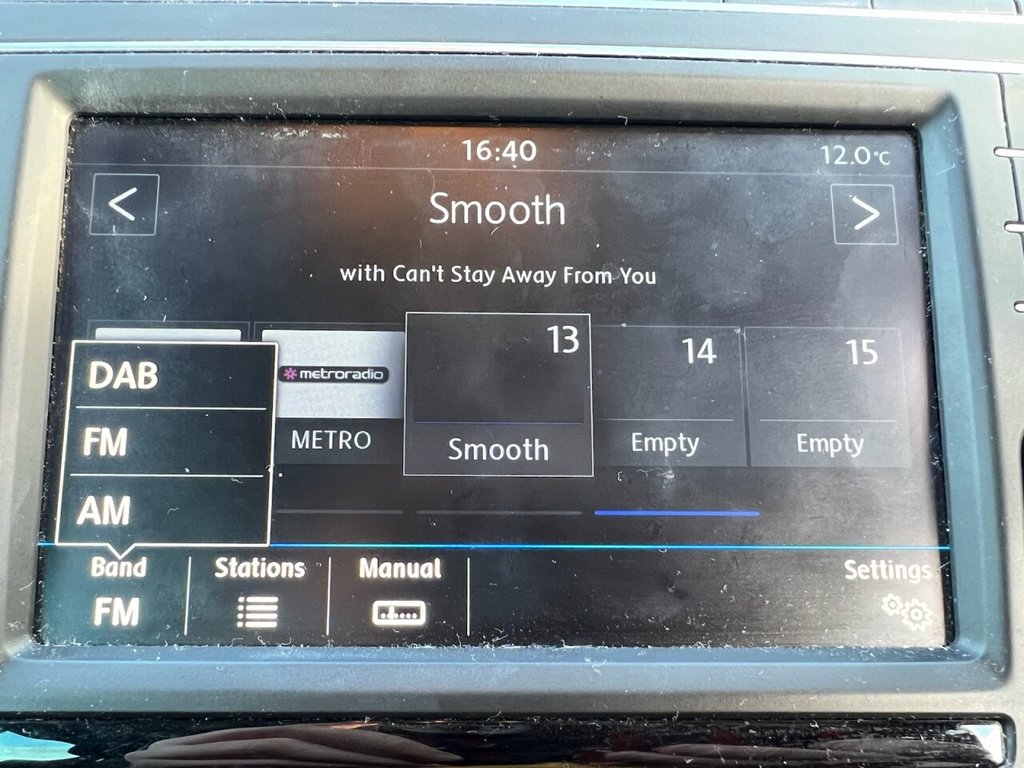 16:40
12.0°C
<
Smooth
>
with Can't Stay Away From You
13
14
15
metroradio
METRO
Smooth
Empty
Empty
DAB
FM
AM
Band
Stations
Manual
Settings
FM